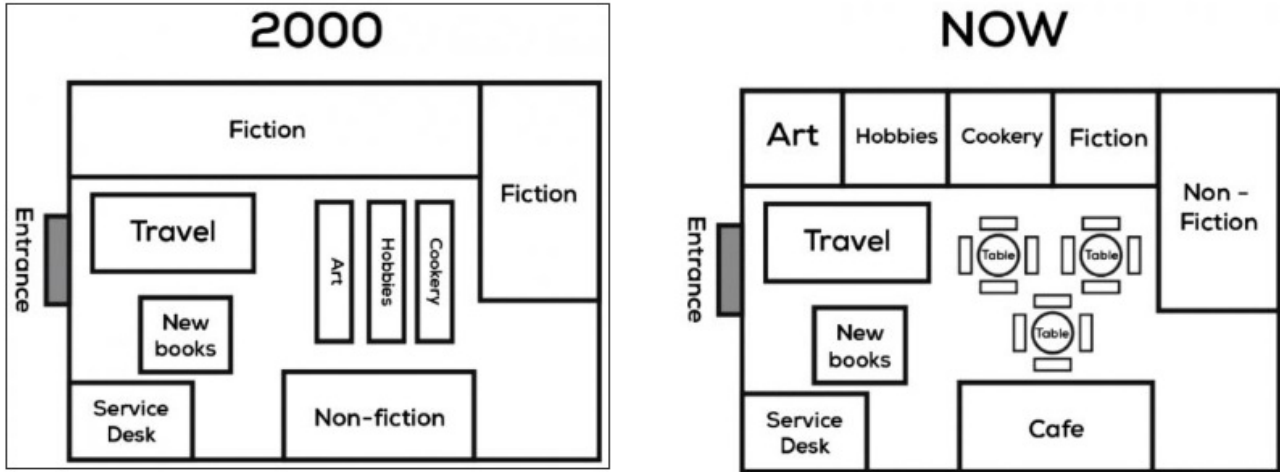 2000
Fiction
Fiction
Entrance
Travel
Art
Hobbies
Cookery
New
books
Service
Desk
Non-fiction
NOW
Art
Hobbies
Cookery
Fiction
Non -
Fiction
Entrance
Travel
Table
Table
Table
New
books
Service
Desk
Cafe